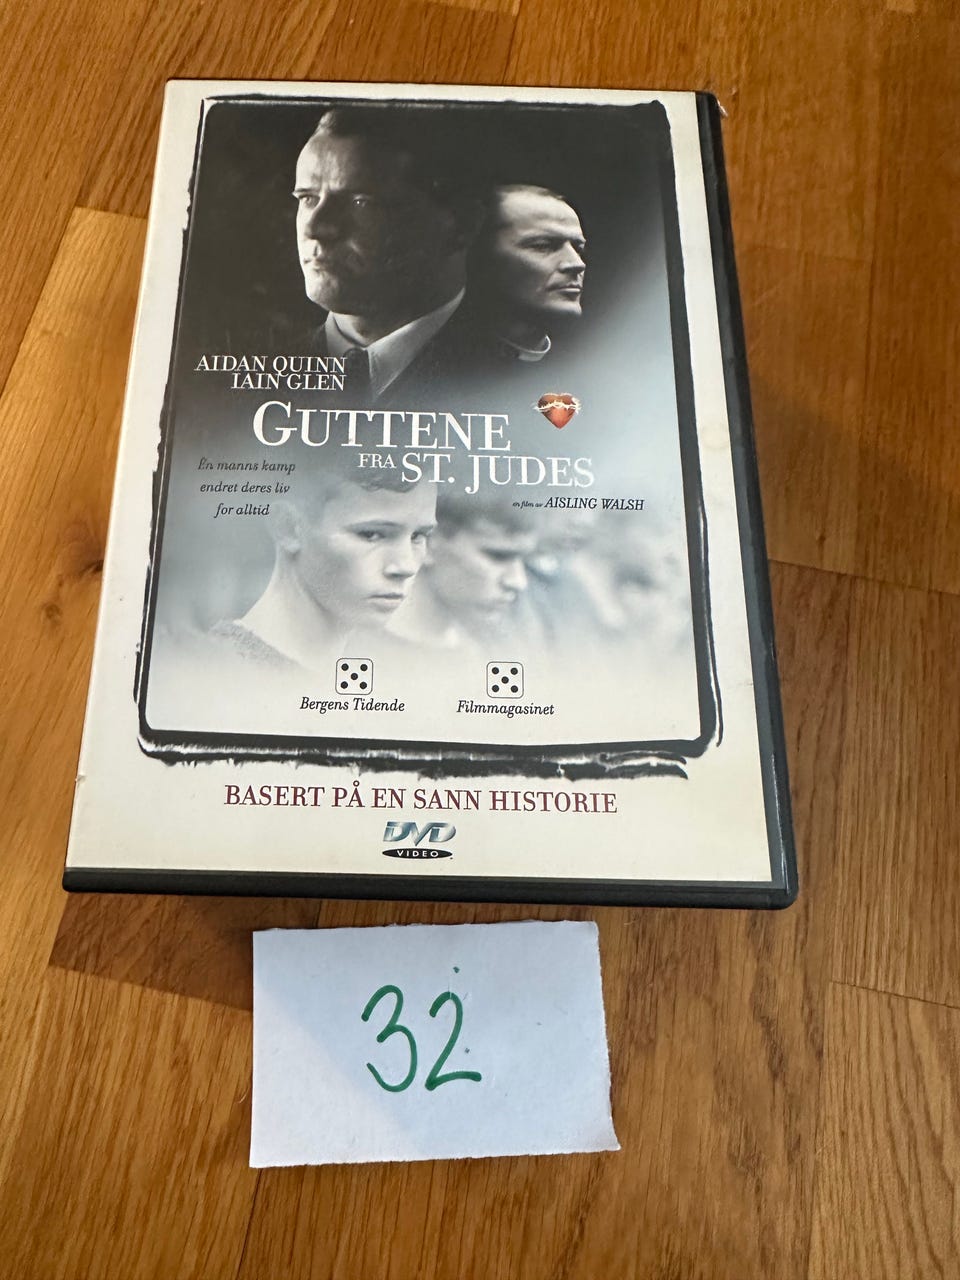 AIDAN QUINN
IAIN GLEN
GUTTENE
FRA ST. JUDES
Én manns kamp
endret deres liv
for alltid
en film av AISLING WALSH
Bergens Tidende
Filmmagasinet
BASERT PÅ EN SANN HISTORIE
DVD
VIDEO
32